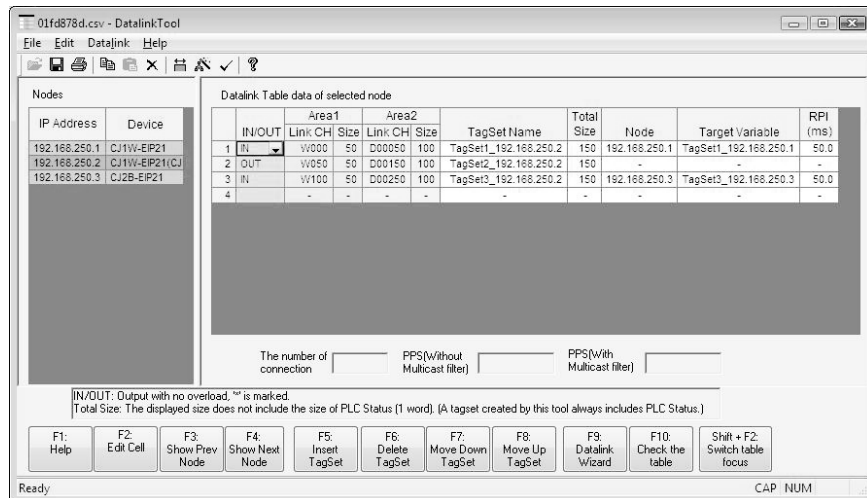 01fd878d.csv - DatalinkTool
File Edit Datalink Help
Nodes
IP Address Device
192.168.250.1 CJ1W-EIP21
192.168.250.2 CJ1W-EIP21(CJ
192.168.250.3 CJ2B-EIP21
Datalink Table data of selected node
Area1 Area2 Total RPI
IN/OUT Link CH Size Link CH Size TagSet Name Size Node Target Variable (ms)
1 IN W000 50 D00050 100 TagSet1_192.168.250.2 150 192.168.250.1 TagSet1_192.168.250.1 50.0
2 OUT W050 50 D00150 100 TagSet2_192.168.250.2 150 - - -
3 IN W100 50 D00250 100 TagSet3_192.168.250.2 150 192.168.250.3 TagSet3_192.168.250.3 50.0
4 - - - - - - - - -
The number of connection
PPS(Without Multicast filter)
PPS(With Multicast filter)
IN/OUT: Output with no overload, '*' is marked.
Total Size: The displayed size does not include the size of PLC Status (1 word). (A tagset created by this tool always includes PLC Status.)
F1: Help
F2: Edit Cell
F3: Show Prev Node
F4: Show Next Node
F5: Insert TagSet
F6: Delete TagSet
F7: Move Down TagSet
F8: Move Up TagSet
F9: Datalink Wizard
F10: Check the table
Shift + F2: Switch table focus
Ready CAP NUM